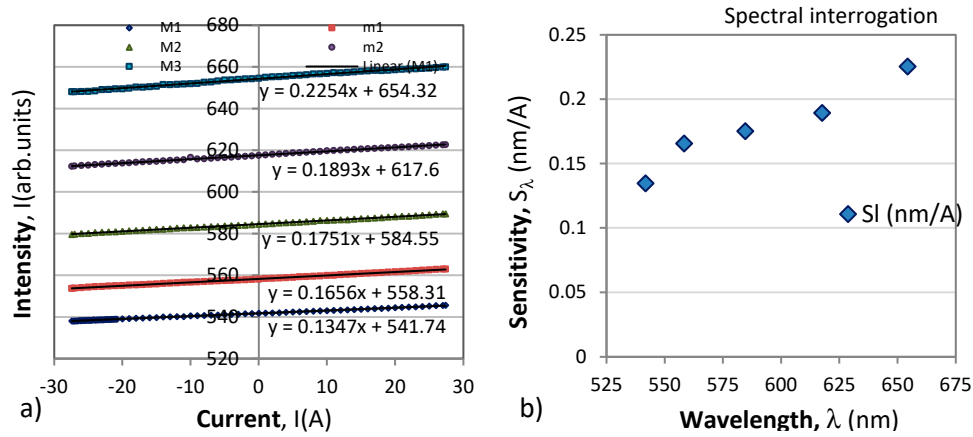 M1
m1
M2
m2
M3
Linear (M1)
680
660
640
620
600
580
560
540
520
y = 0.2254x + 654.32
y = 0.1893x + 617.6
y = 0.1751x + 584.55
y = 0.1656x + 558.31
y = 0.1347x + 541.74
Intensity, I(arb.units)
-30 -20 -10 0 10 20 30
a)
Current, I(A)
Spectral interrogation
0.25
0.2
0.15
0.1
0.05
0
Sensitivity, Sλ (nm/A)
Sl (nm/A)
525 550 575 600 625 650 675
b)
Wavelength, λ (nm)